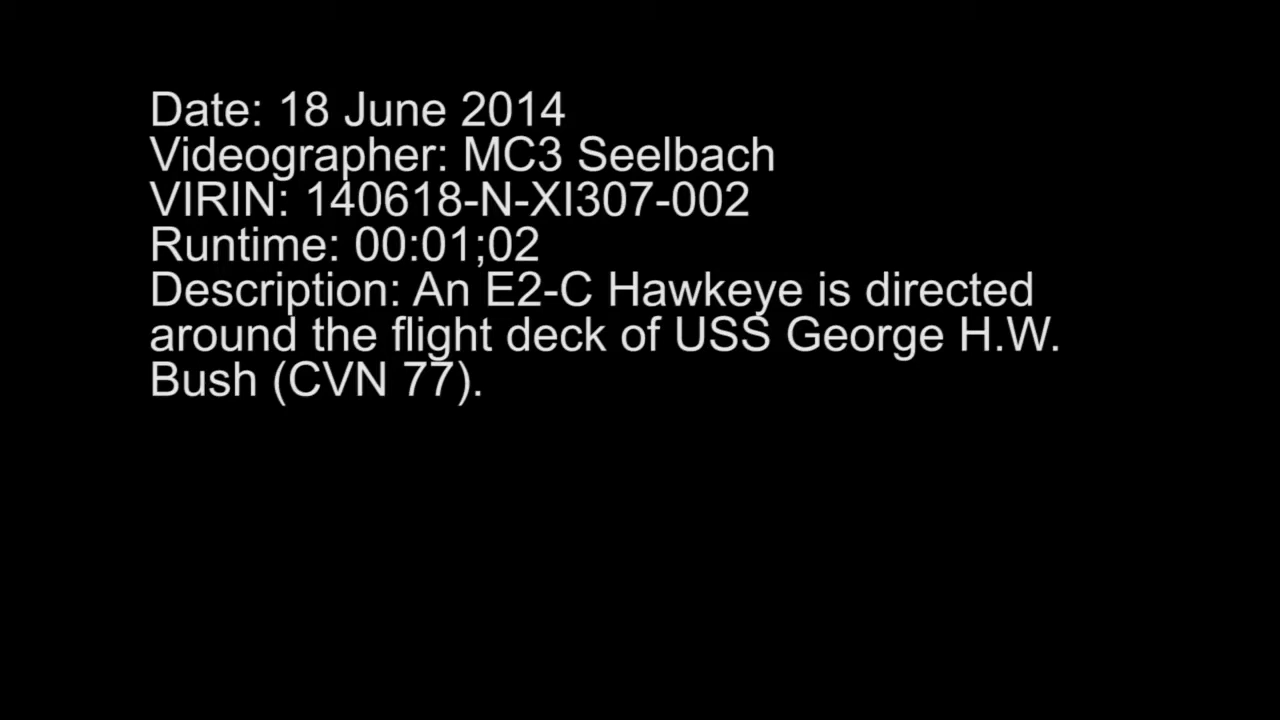 Date: 18 June 2014
Videographer: MC3 Seelbach
VIRIN: 140618-N-XI307-002
Runtime: 00:01;02
Description: An E2-C Hawkeye is directed
around the flight deck of USS George H.W.
Bush (CVN 77).